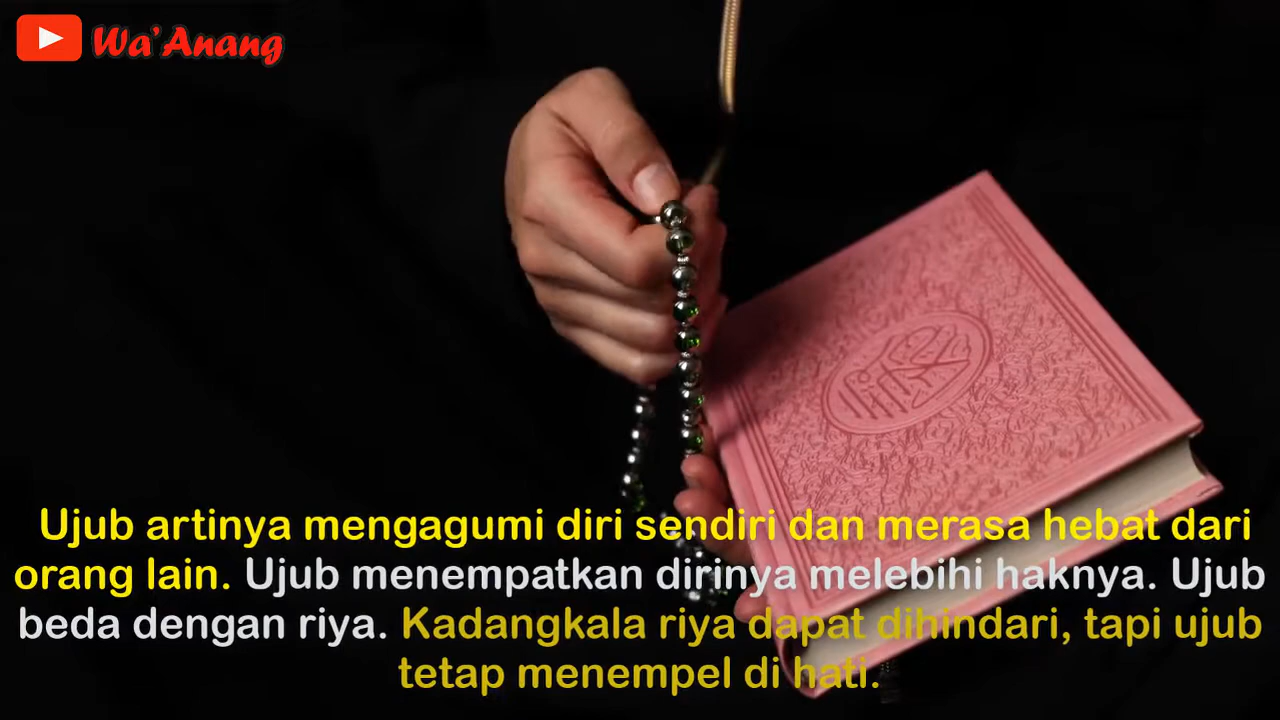 Wa'Anang
Ujub artinya mengagumi diri sendiri dan merasa hebat dari
orang lain. Ujub menempatkan dirinya melebihi haknya. Ujub
beda dengan riya. Kadangkala riya dapat dihindari, tapi ujub
tetap menempel di hati.